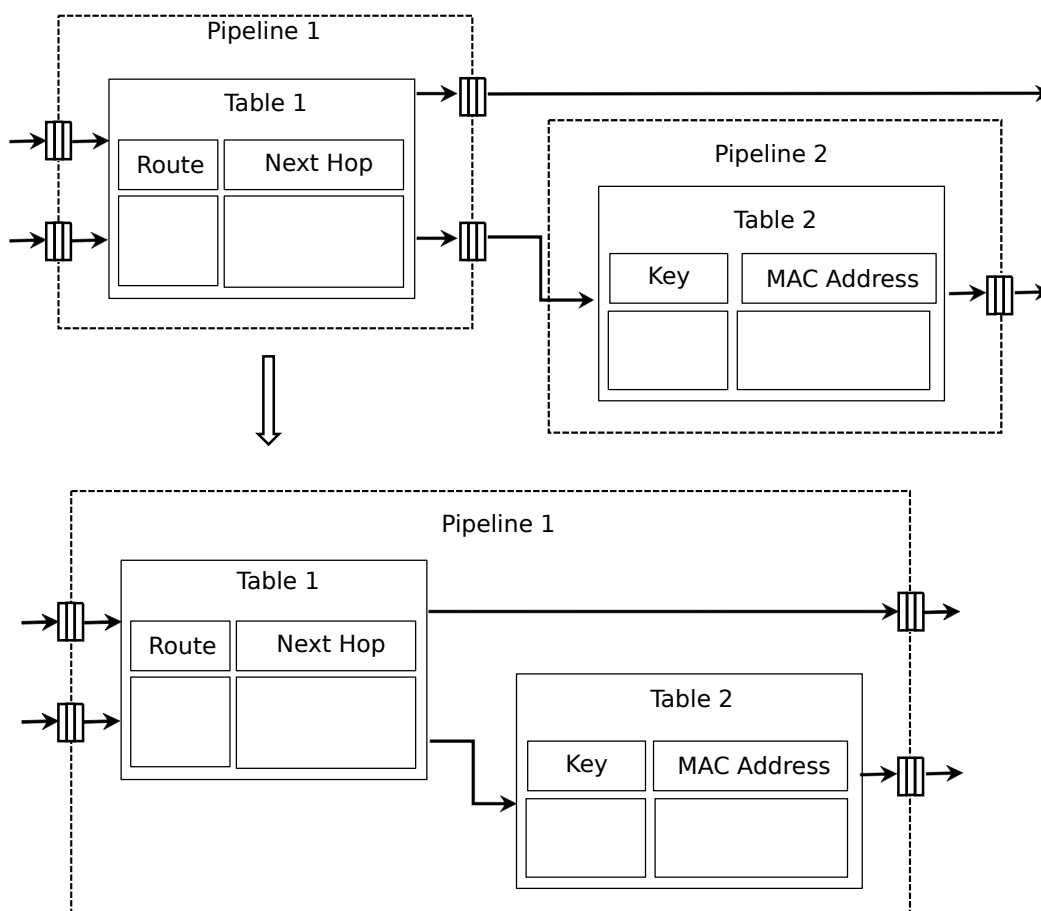 Pipeline 1
Table 1
Route Next Hop
Pipeline 2
Table 2
Key MAC Address
Pipeline 1
Table 1
Route Next Hop
Table 2
Key MAC Address